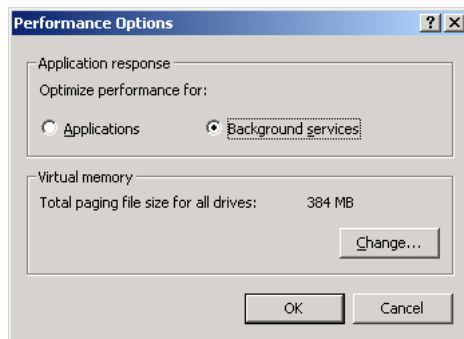 Performance Options
Application response
Optimize performance for:
Applications
Background services
Virtual memory
Total paging file size for all drives: 384 MB
Change...
OK Cancel